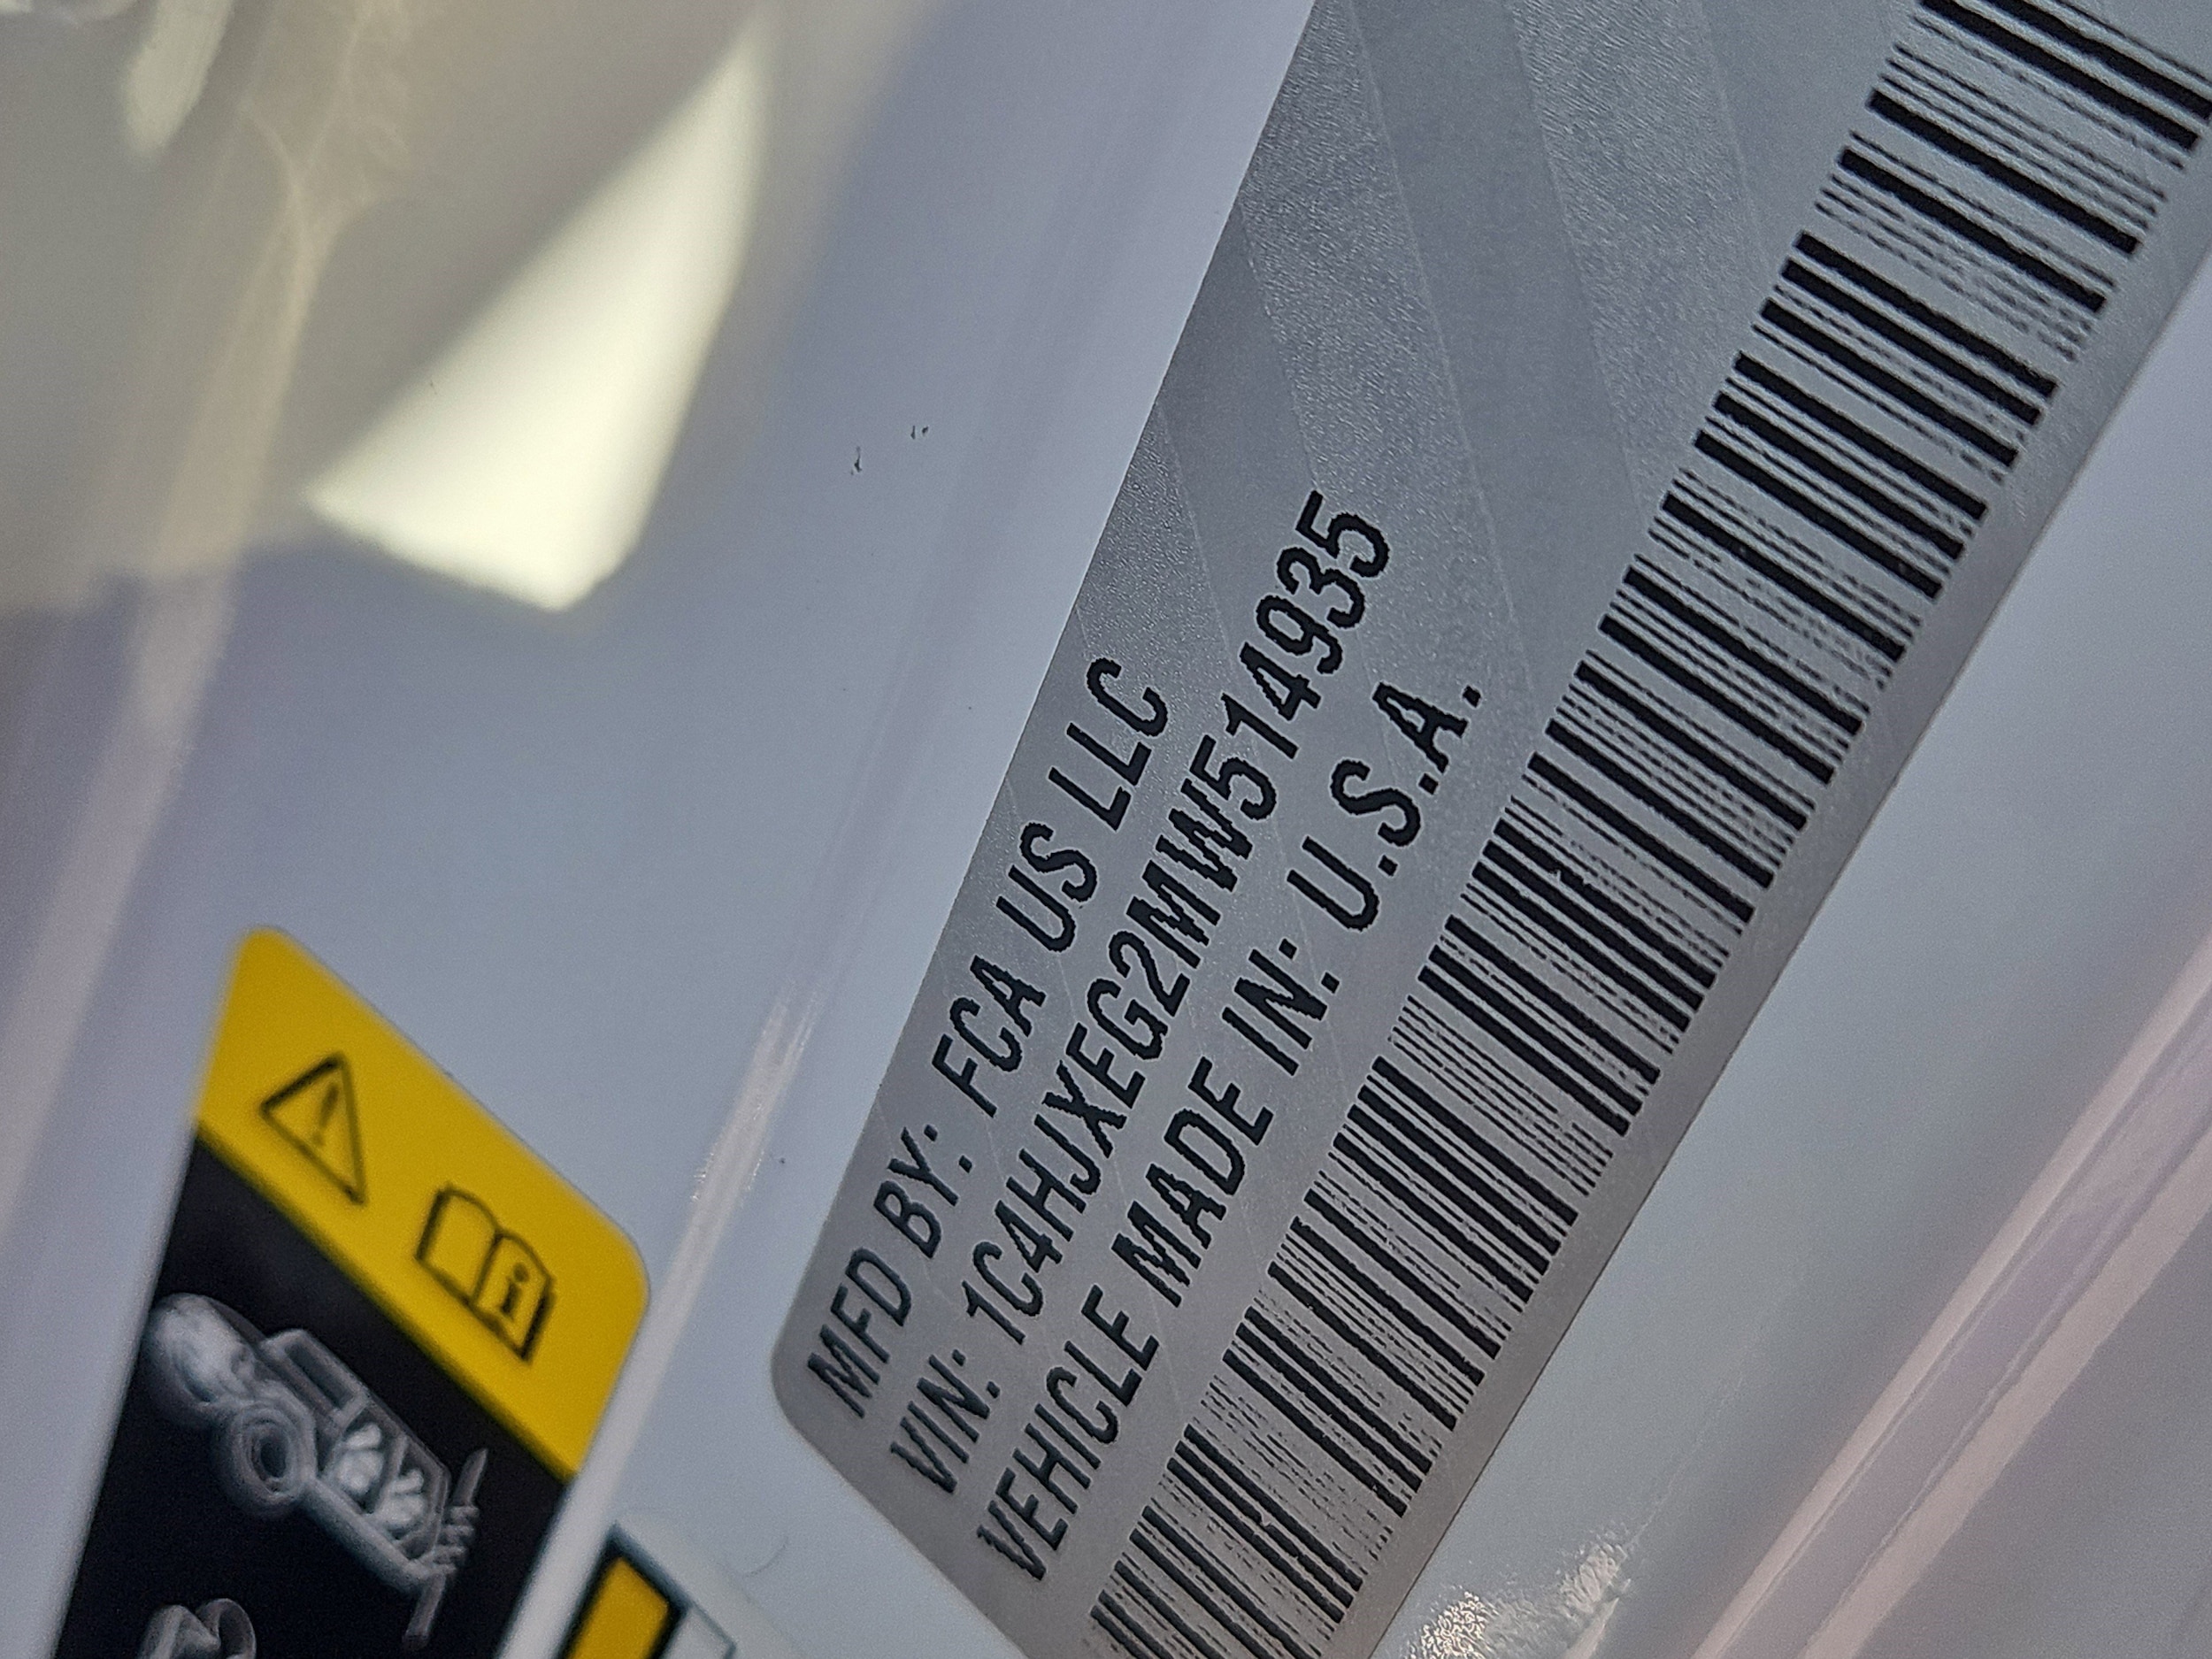 MFD BY: FCA US LLC
VIN: 1C4HJXEG2MW514935
VEHICLE MADE IN: U.S.A.